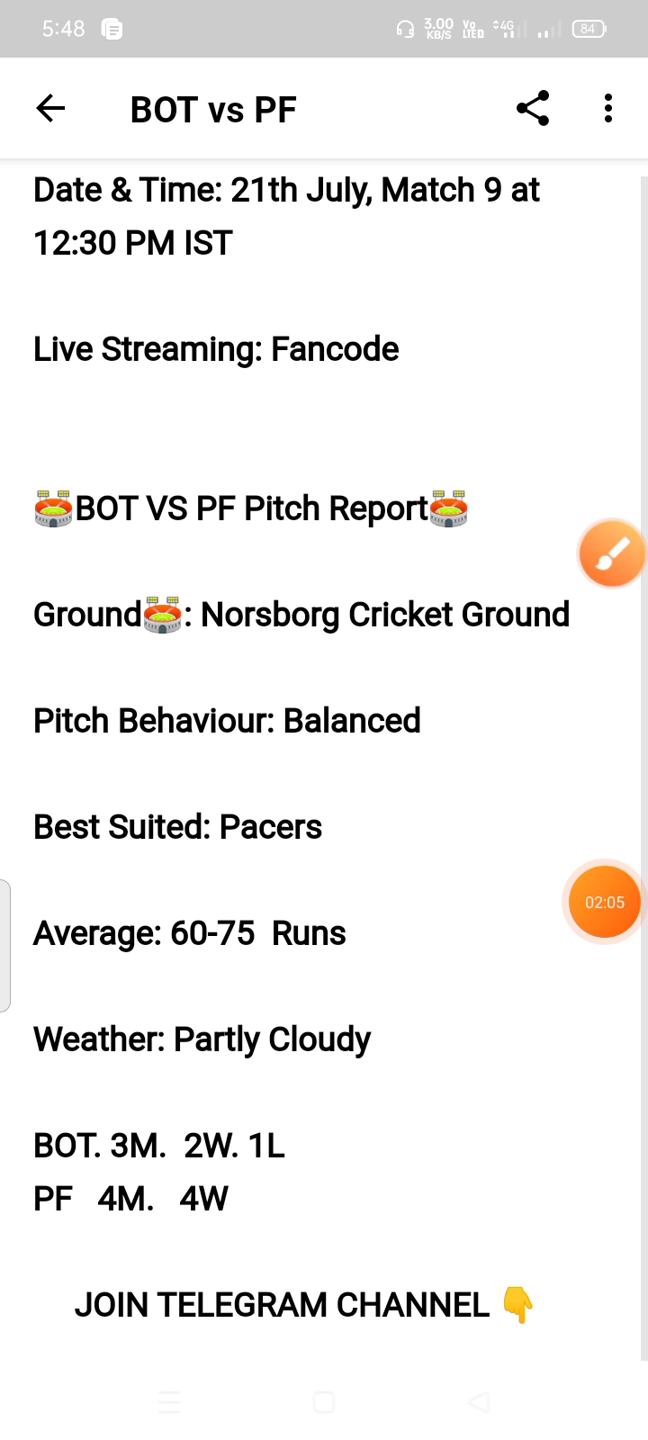 5:48 3.00 KB/S Vo LTED 4G 84
BOT vs PF
Date & Time: 21th July, Match 9 at
12:30 PM IST
Live Streaming: Fancode
🏟️BOT VS PF Pitch Report🏟️
Ground🏟️: Norsborg Cricket Ground
Pitch Behaviour: Balanced
Best Suited: Pacers
02:05
Average: 60-75  Runs
Weather: Partly Cloudy
BOT. 3M.  2W. 1L
PF   4M.   4W
JOIN TELEGRAM CHANNEL 👇